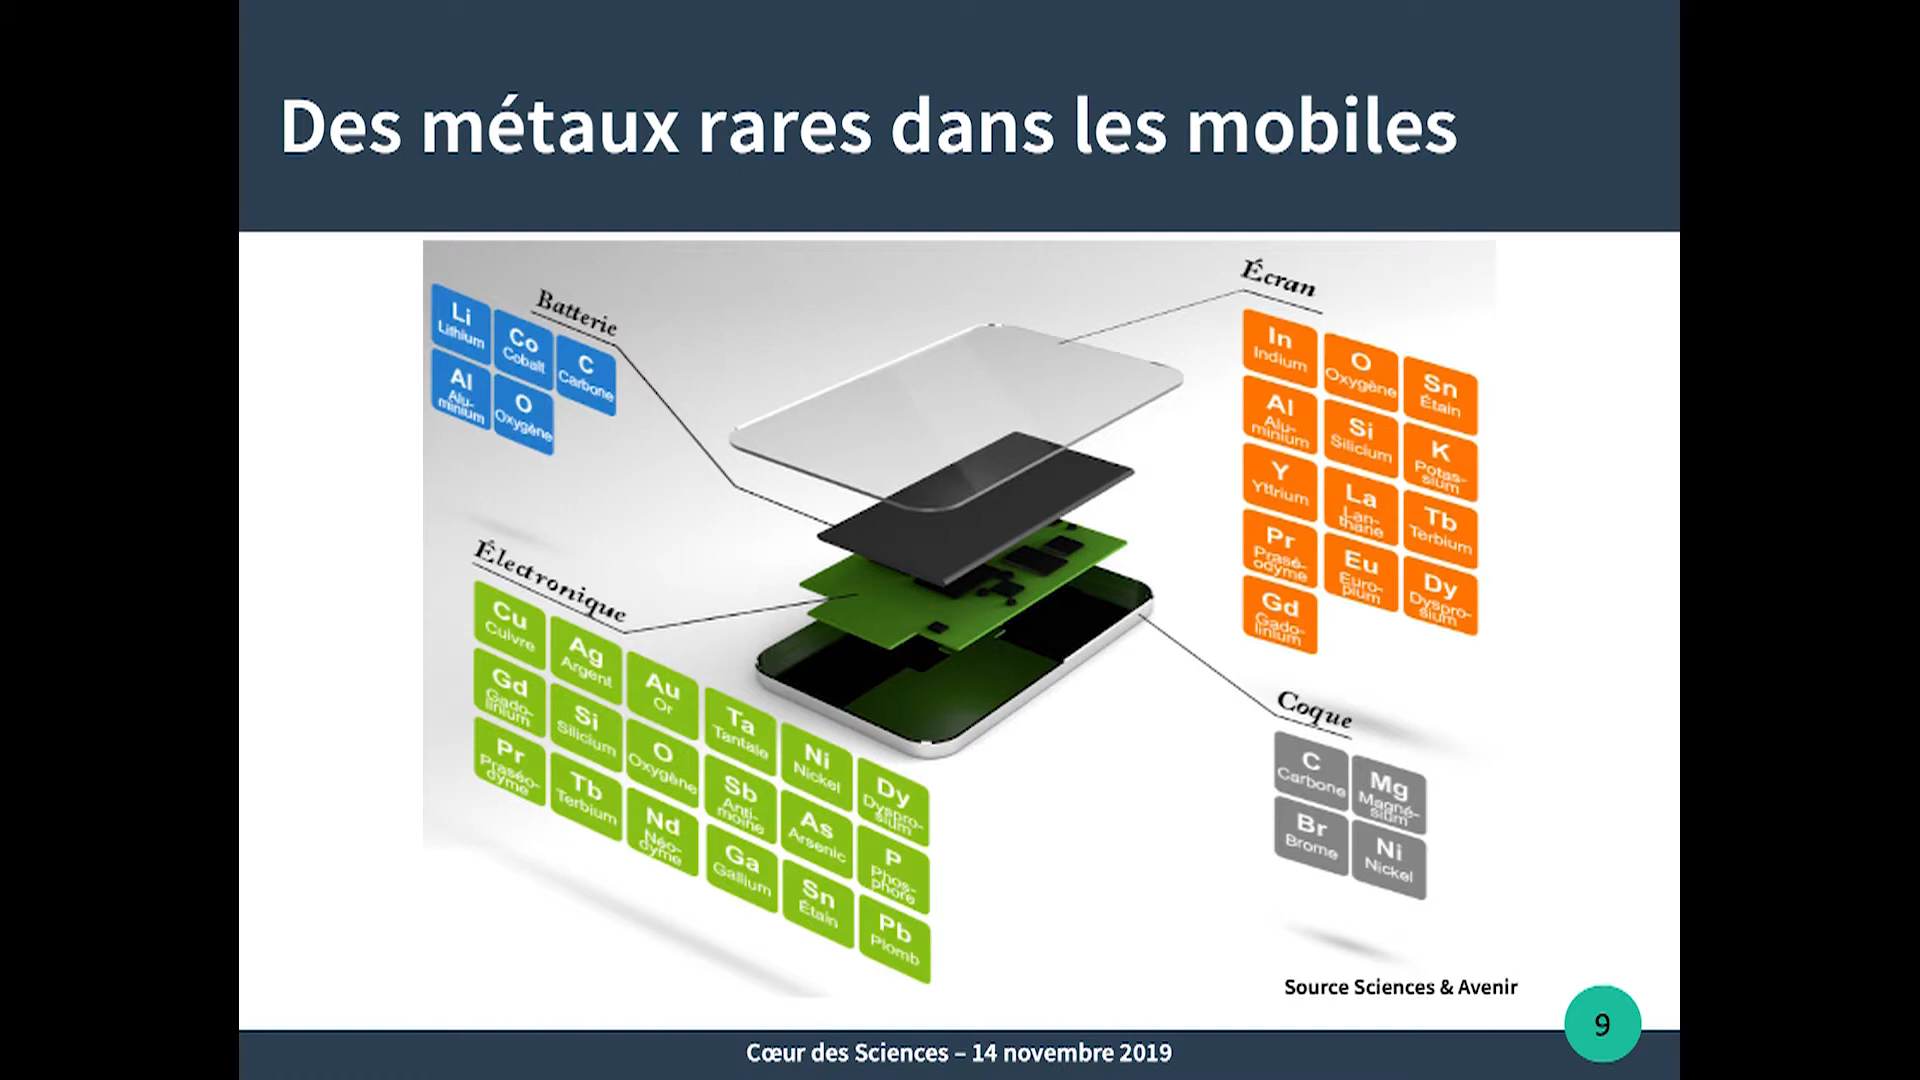 Des métaux rares dans les mobiles
Batterie
Li
Lithium
Co
Cobalt
C
Carbone
Al
Alu-
minium
O
Oxygène
Écran
In
Indium
O
Oxygène
Sn
Étain
Al
Alu-
minium
Si
Silicium
K
Potas-
sium
Y
Yttrium
La
Lan-
thane
Tb
Terbium
Pr
Prasé-
odyme
Eu
Euro-
pium
Dy
Dyspro-
sium
Gd
Gado-
linium
Électronique
Cu
Cuivre
Ag
Argent
Au
Or
Ta
Tantale
Ni
Nickel
Dy
Dyspro-
sium
Gd
Gado-
linium
Si
Silicium
O
Oxygène
Sb
Anti-
moine
As
Arsenic
P
Phos-
phore
Pr
Praséo-
dyme
Tb
Terbium
Nd
Néo-
dyme
Ga
Gallium
Sn
Étain
Pb
Plomb
Coque
C
Carbone
Mg
Magné-
sium
Br
Brome
Ni
Nickel
Source Sciences & Avenir
9
Cœur des Sciences – 14 novembre 2019